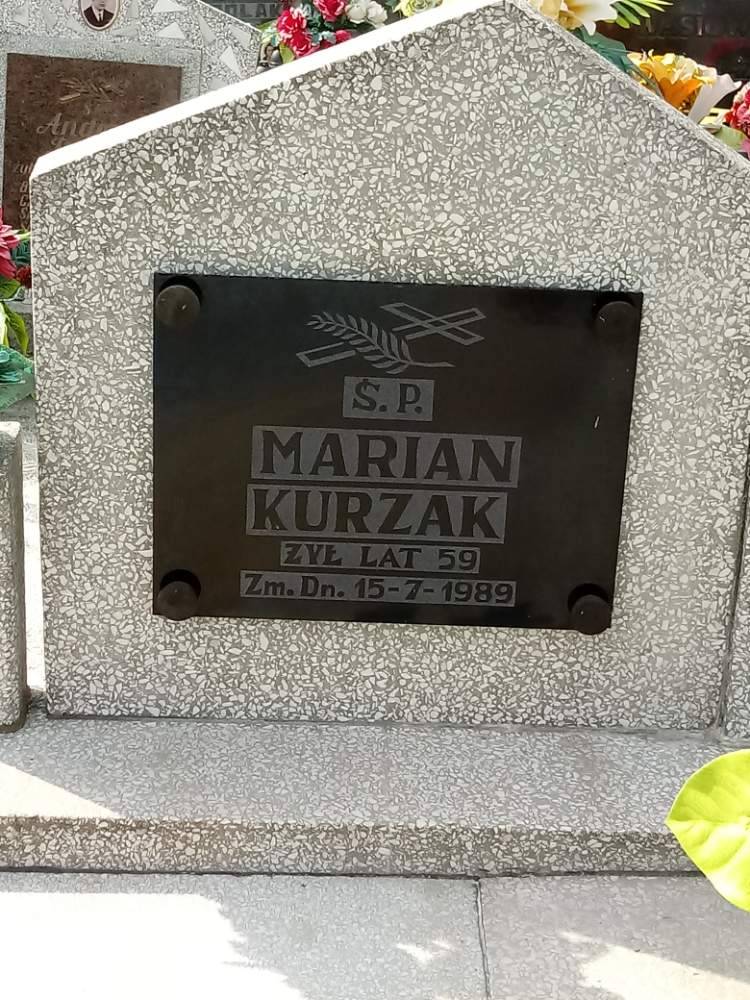 Ś.P.
MARIAN
KURZAK
ŻYŁ LAT 59
Zm. Dn. 15-7-1989